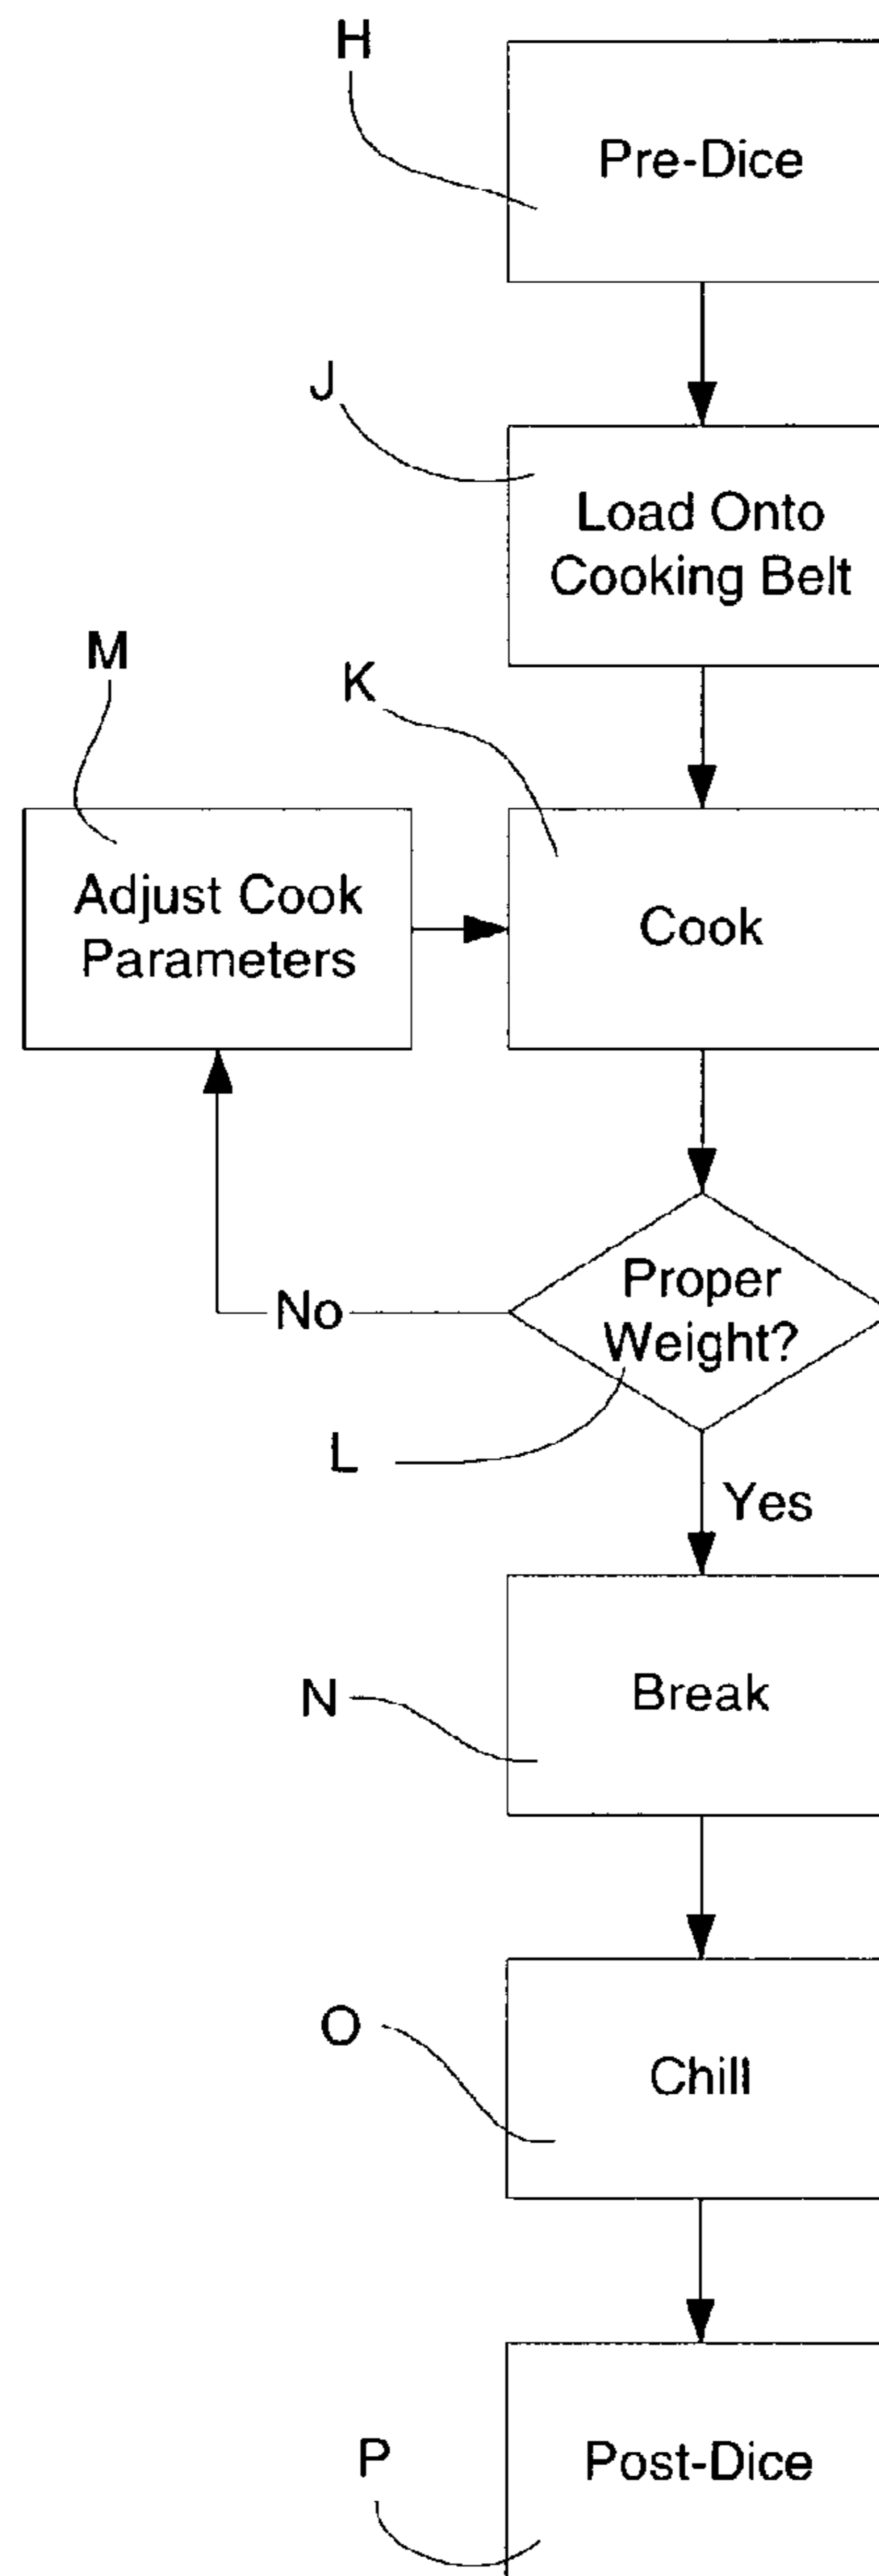 H
Pre-Dice
J
Load Onto
Cooking Belt
M
K
Adjust Cook
Parameters
Cook
Proper
Weight?
No
L
Yes
N
Break
O
Chill
P
Post-Dice